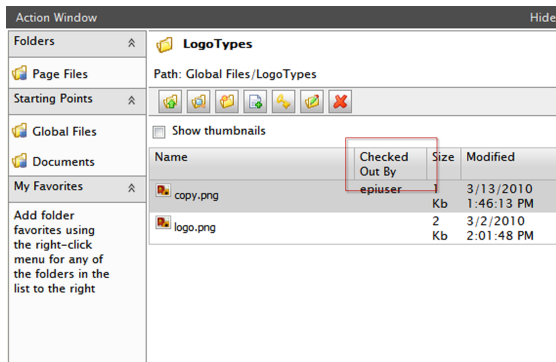 Action Window
Hide
Folders
Page Files
Starting Points
Global Files
Documents
My Favorites
Add folder
favorites using
the right-click
menu for any of
the folders in the
list to the right
LogoTypes
Path: Global Files/LogoTypes
Show thumbnails
Name Checked Out By Size Modified
copy.png epiuser 1 Kb 3/13/2010 1:46:13 PM
logo.png 2 Kb 3/2/2010 2:01:48 PM